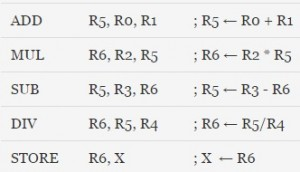 ADD R5, R0, R1 ; R5 ← R0 + R1
MUL R6, R2, R5 ; R6 ← R2 * R5
SUB R5, R3, R6 ; R5 ← R3 - R6
DIV R6, R5, R4 ; R6 ← R5/R4
STORE R6, X ; X ← R6